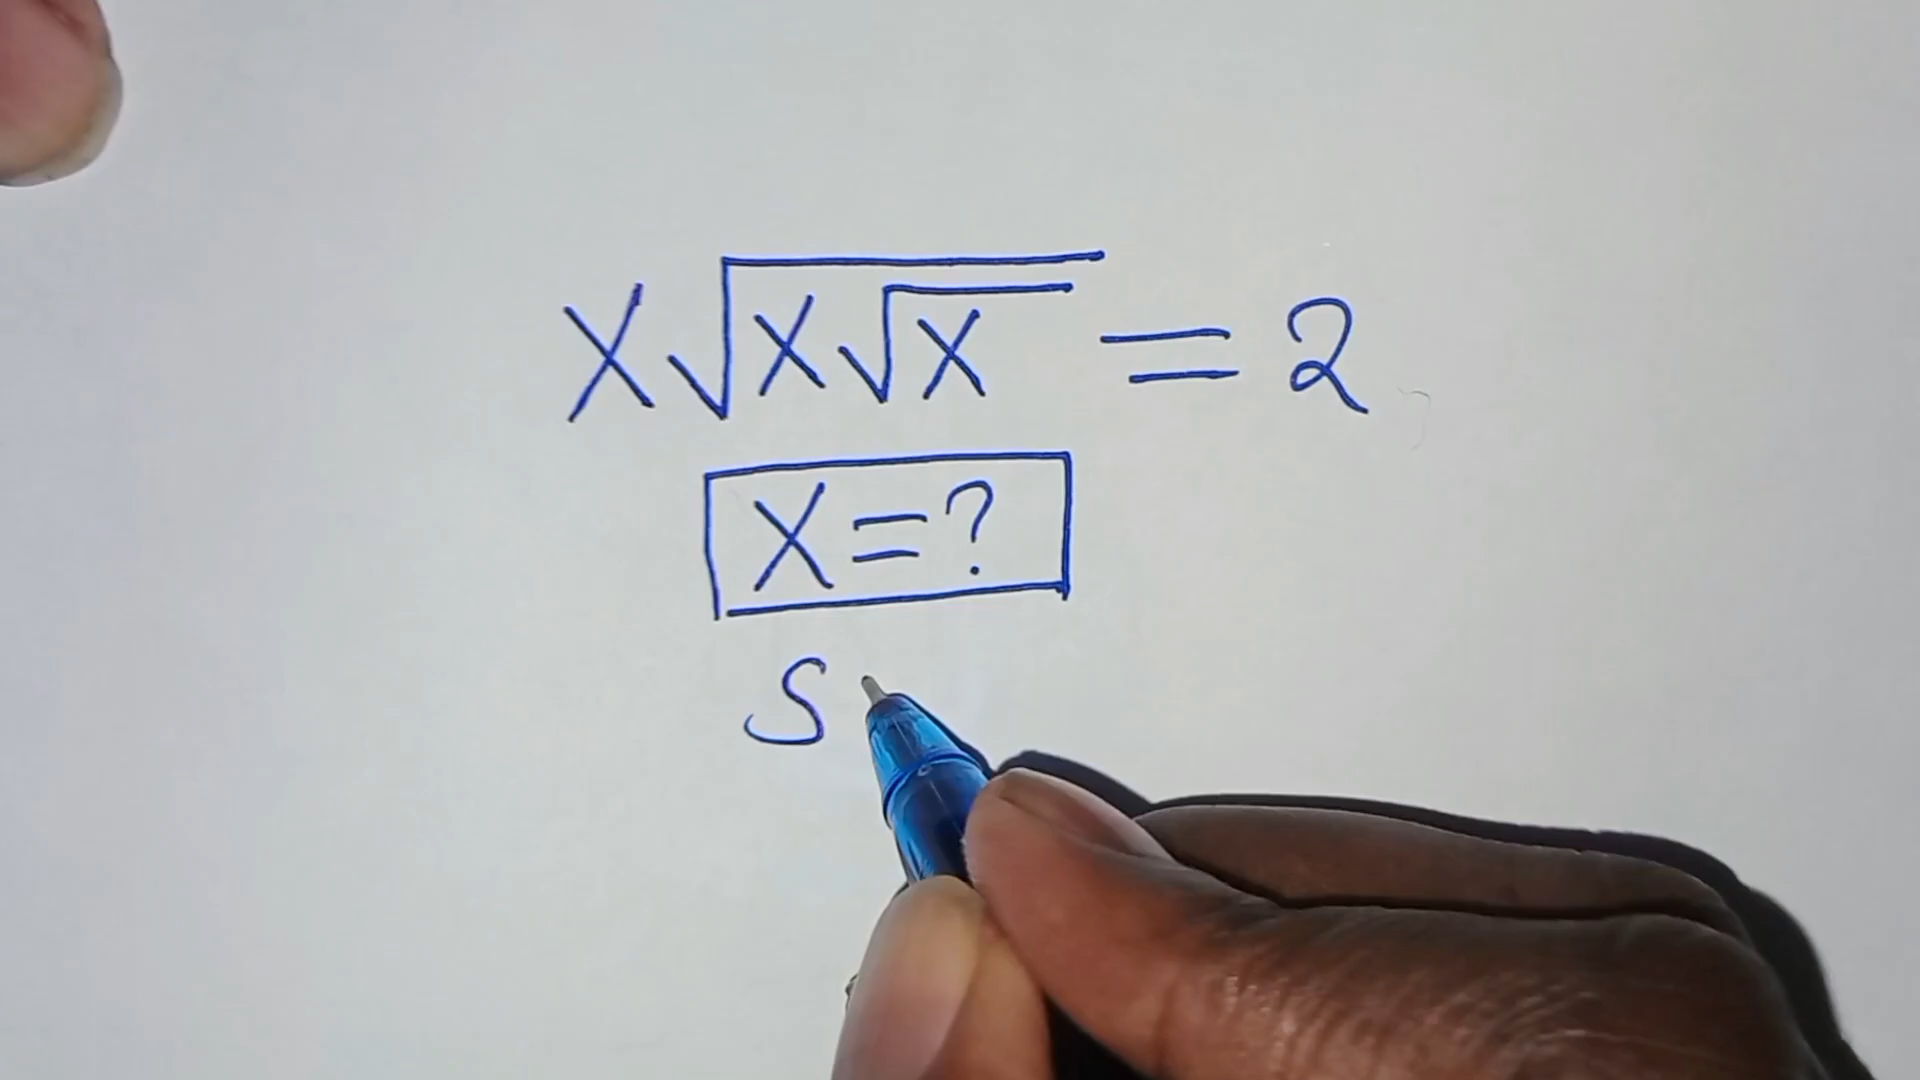 X√(X√X) = 2
X = ?
S